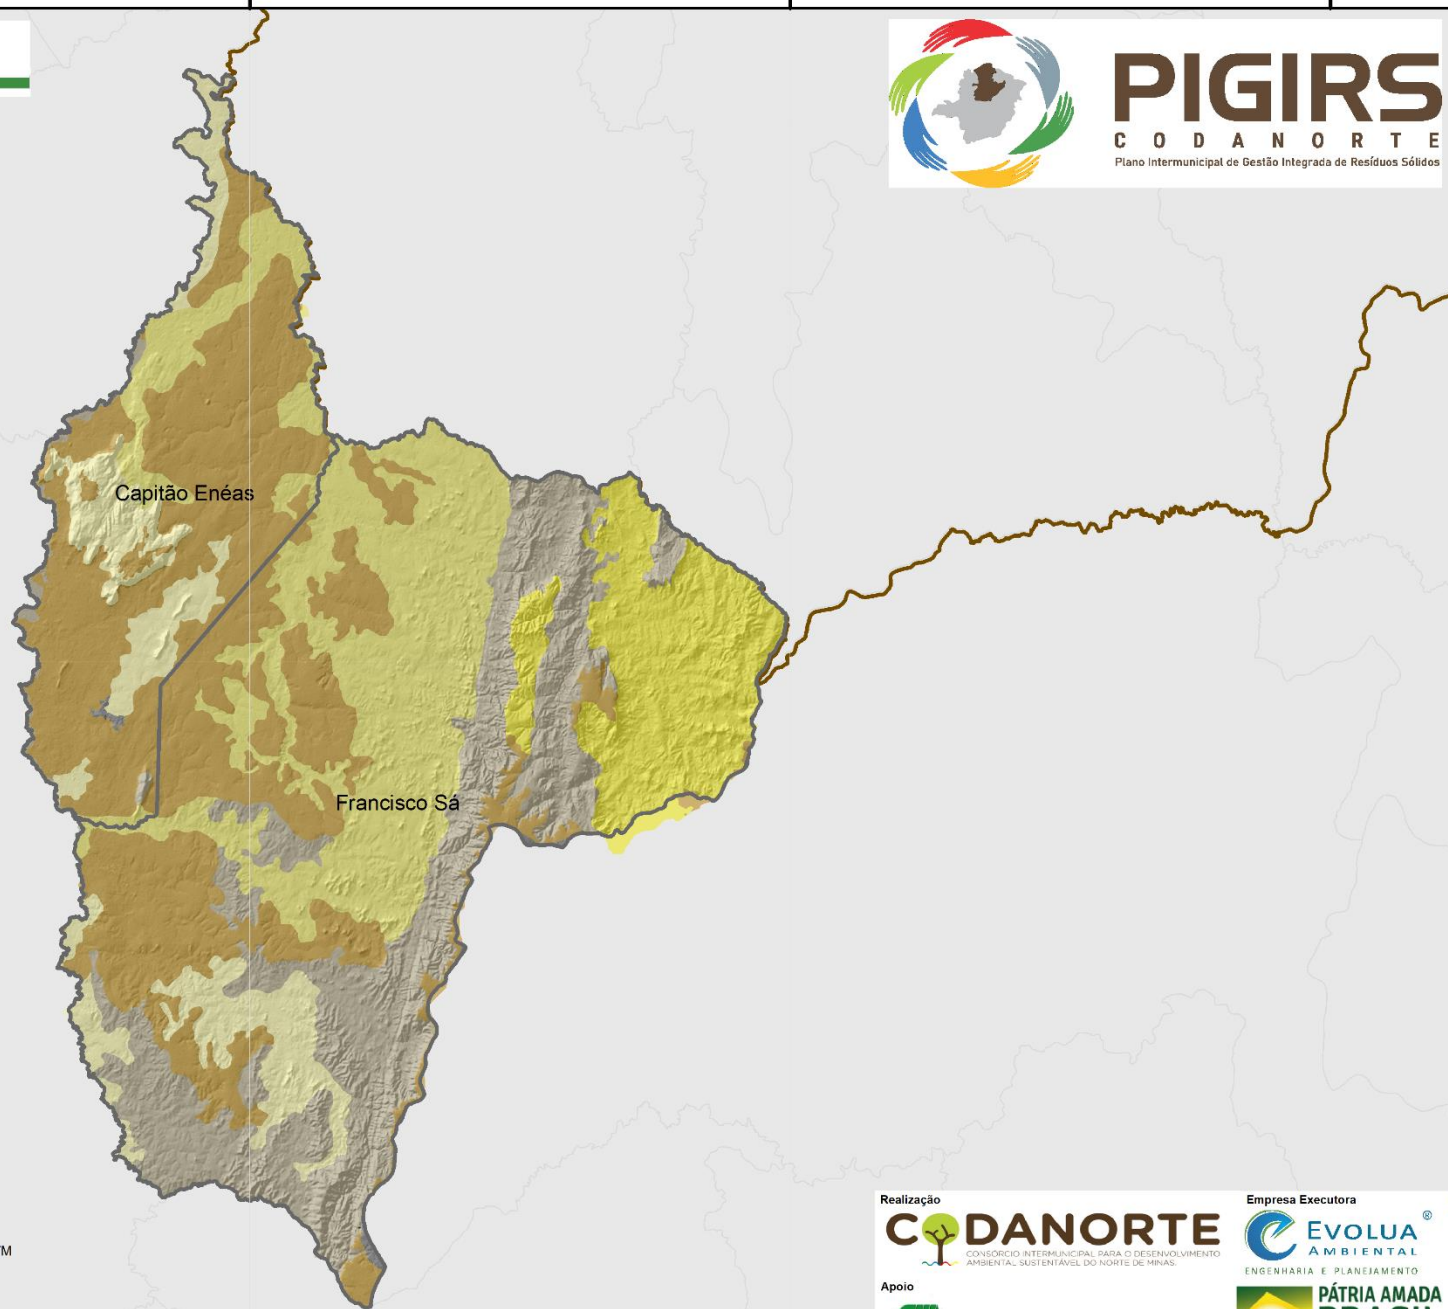 PIGIRS
CODANORTE
Plano Intermunicipal de Gestão Integrada de Resíduos Sólidos
Capitão Enéas
Francisco Sá
Realização
CODANORTE
CONSÓRCIO INTERMUNICIPAL PARA O DESENVOLVIMENTO
AMBIENTAL SUSTENTÁVEL DO NORTE DE MINAS.
Empresa Executora
EVOLUA ®
AMBIENTAL
ENGENHARIA E PLANEJAMENTO
Apoio
PÁTRIA AMADA